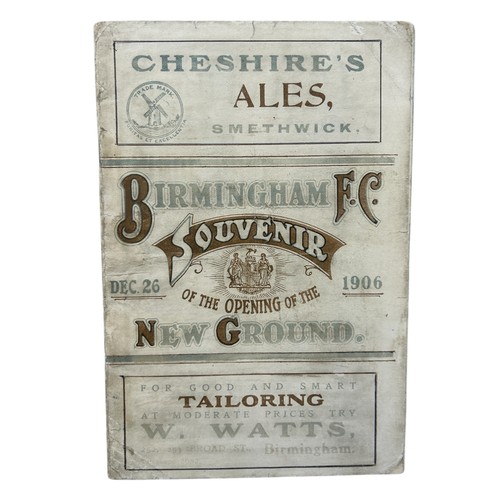 CHESHIRE'S
TRADE MARK
ALES,
SMETHWICK.
BIRMINGHAM F.C.
SOUVENIR
DEC. 26
1906
OF THE OPENING OF THE
NEW GROUND.
FOR GOOD AND SMART
TAILORING
AT MODERATE PRICES TRY
W. WATTS,
BROAD ST. Birmingham.